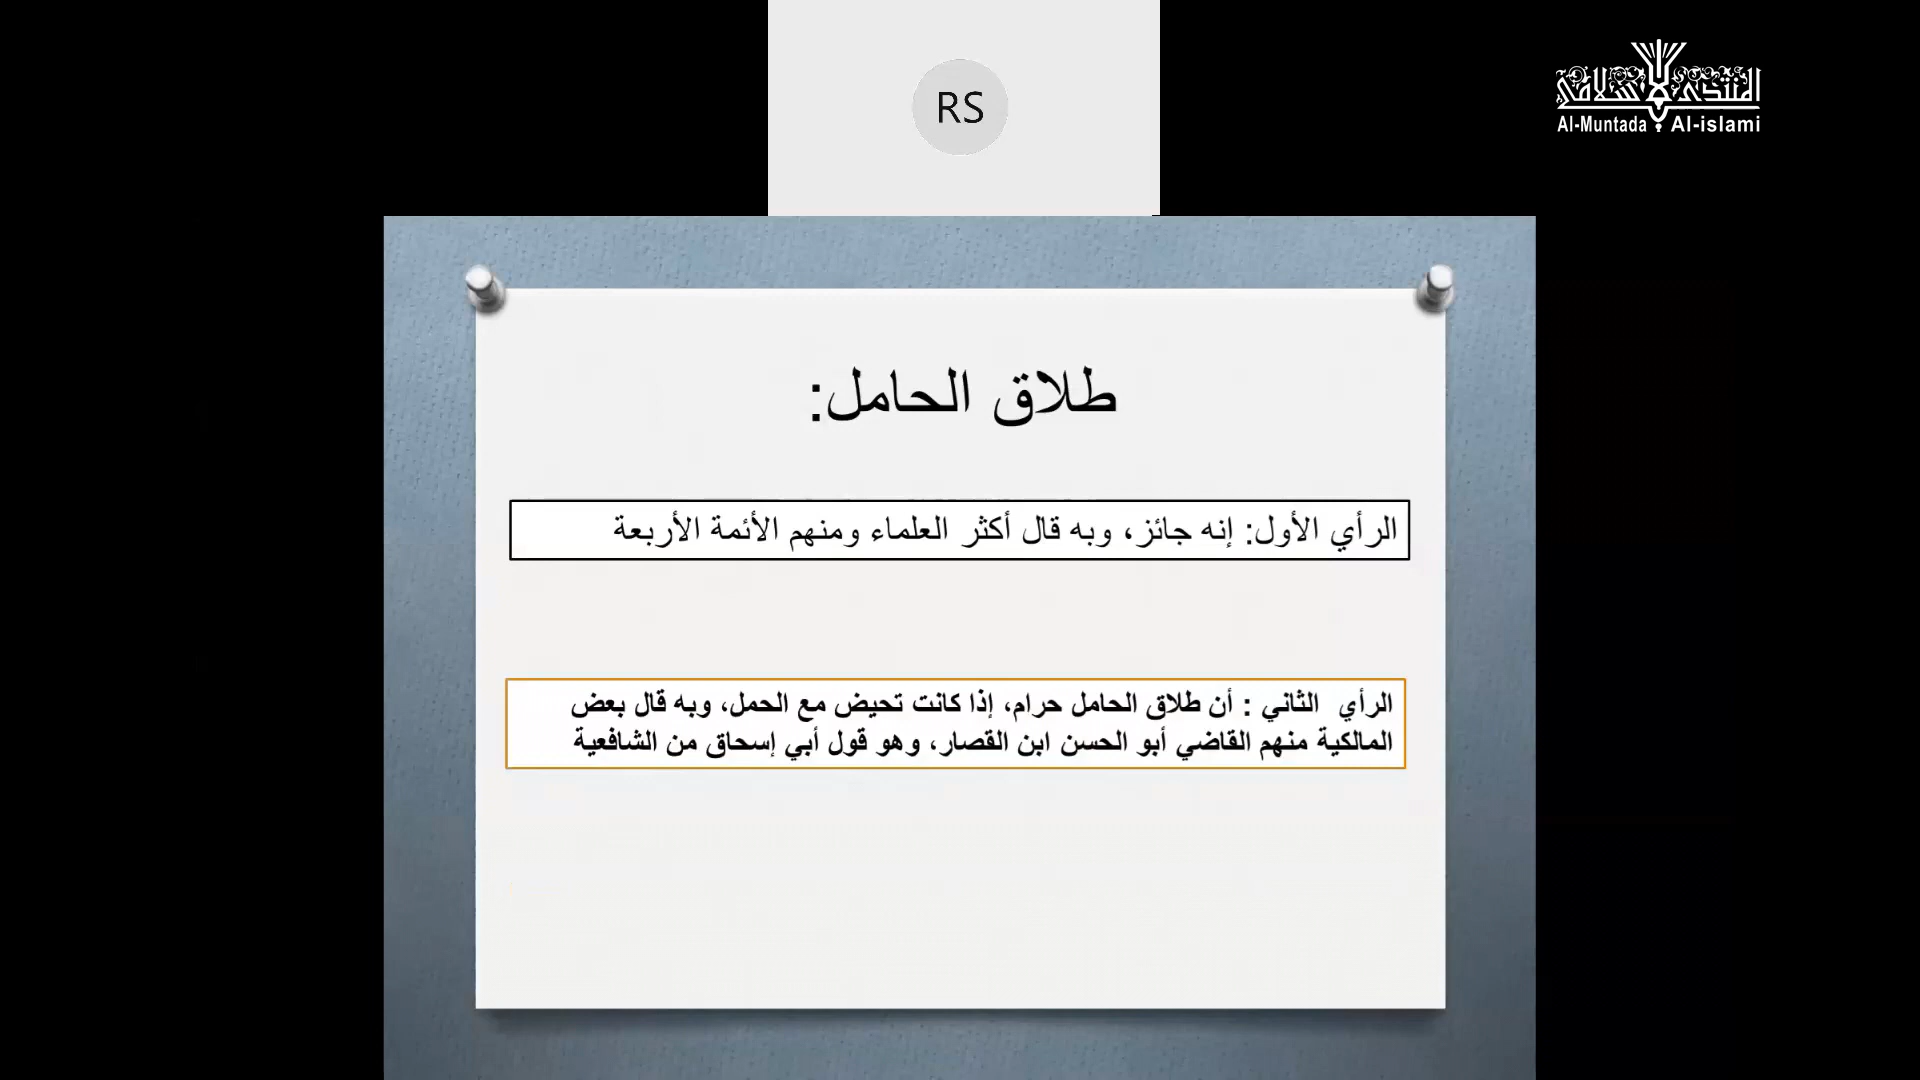 RS
المنتدى الإسلامي
Al-Muntada Al-islami
طلاق الحامل:
الرأي الأول: إنه جائز، وبه قال أكثر العلماء ومنهم الأئمة الأربعة
الرأي الثاني : أن طلاق الحامل حرام، إذا كانت تحيض مع الحمل، وبه قال بعض
المالكية منهم القاضي أبو الحسن ابن القصار، وهو قول أبي إسحاق من الشافعية